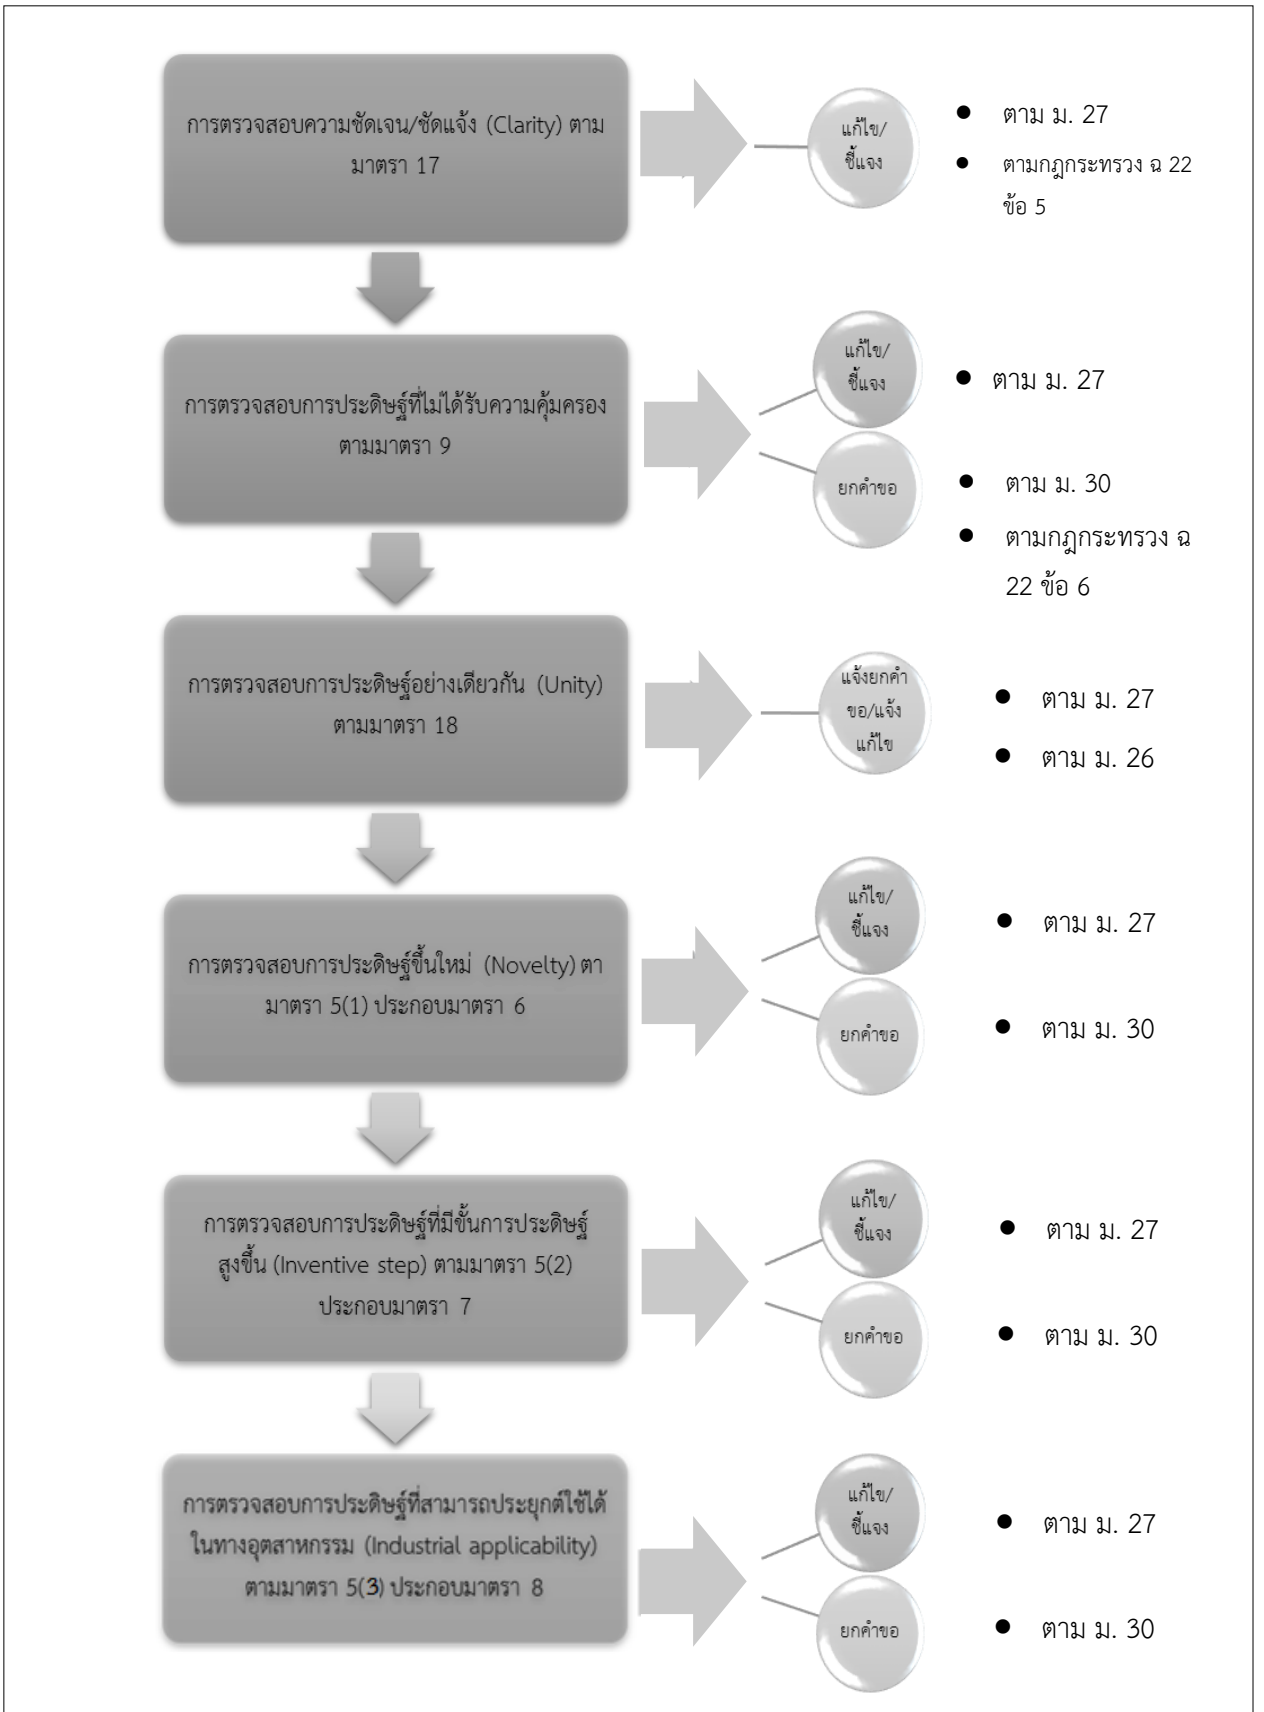 การตรวจสอบความชัดเจน/ชัดแจ้ง (Clarity) ตาม
มาตรา 17
แก้ไข/
ชี้แจง
● ตาม ม. 27
● ตามกฎกระทรวง ฉ 22
ข้อ 5
การตรวจสอบการประดิษฐ์ที่ไม่ได้รับความคุ้มครอง
ตามมาตรา 9
แก้ไข/
ชี้แจง
● ตาม ม. 27
ยกคำขอ
● ตาม ม. 30
● ตามกฎกระทรวง ฉ
22 ข้อ 6
การตรวจสอบการประดิษฐ์อย่างเดียวกัน (Unity)
ตามมาตรา 18
แจ้งยกคำ
ขอ/แจ้ง
แก้ไข
● ตาม ม. 27
● ตาม ม. 26
การตรวจสอบการประดิษฐ์ขึ้นใหม่ (Novelty) ตา
มาตรา 5(1) ประกอบมาตรา 6
แก้ไข/
ชี้แจง
● ตาม ม. 27
ยกคำขอ
● ตาม ม. 30
การตรวจสอบการประดิษฐ์ที่มีขั้นการประดิษฐ์
สูงขึ้น (Inventive step) ตามมาตรา 5(2)
ประกอบมาตรา 7
แก้ไข/
ชี้แจง
● ตาม ม. 27
ยกคำขอ
● ตาม ม. 30
การตรวจสอบการประดิษฐ์ที่สามารถประยุกต์ใช้ได้
ในทางอุตสาหกรรม (Industrial applicability)
ตามมาตรา 5(3) ประกอบมาตรา 8
แก้ไข/
ชี้แจง
● ตาม ม. 27
ยกคำขอ
● ตาม ม. 30